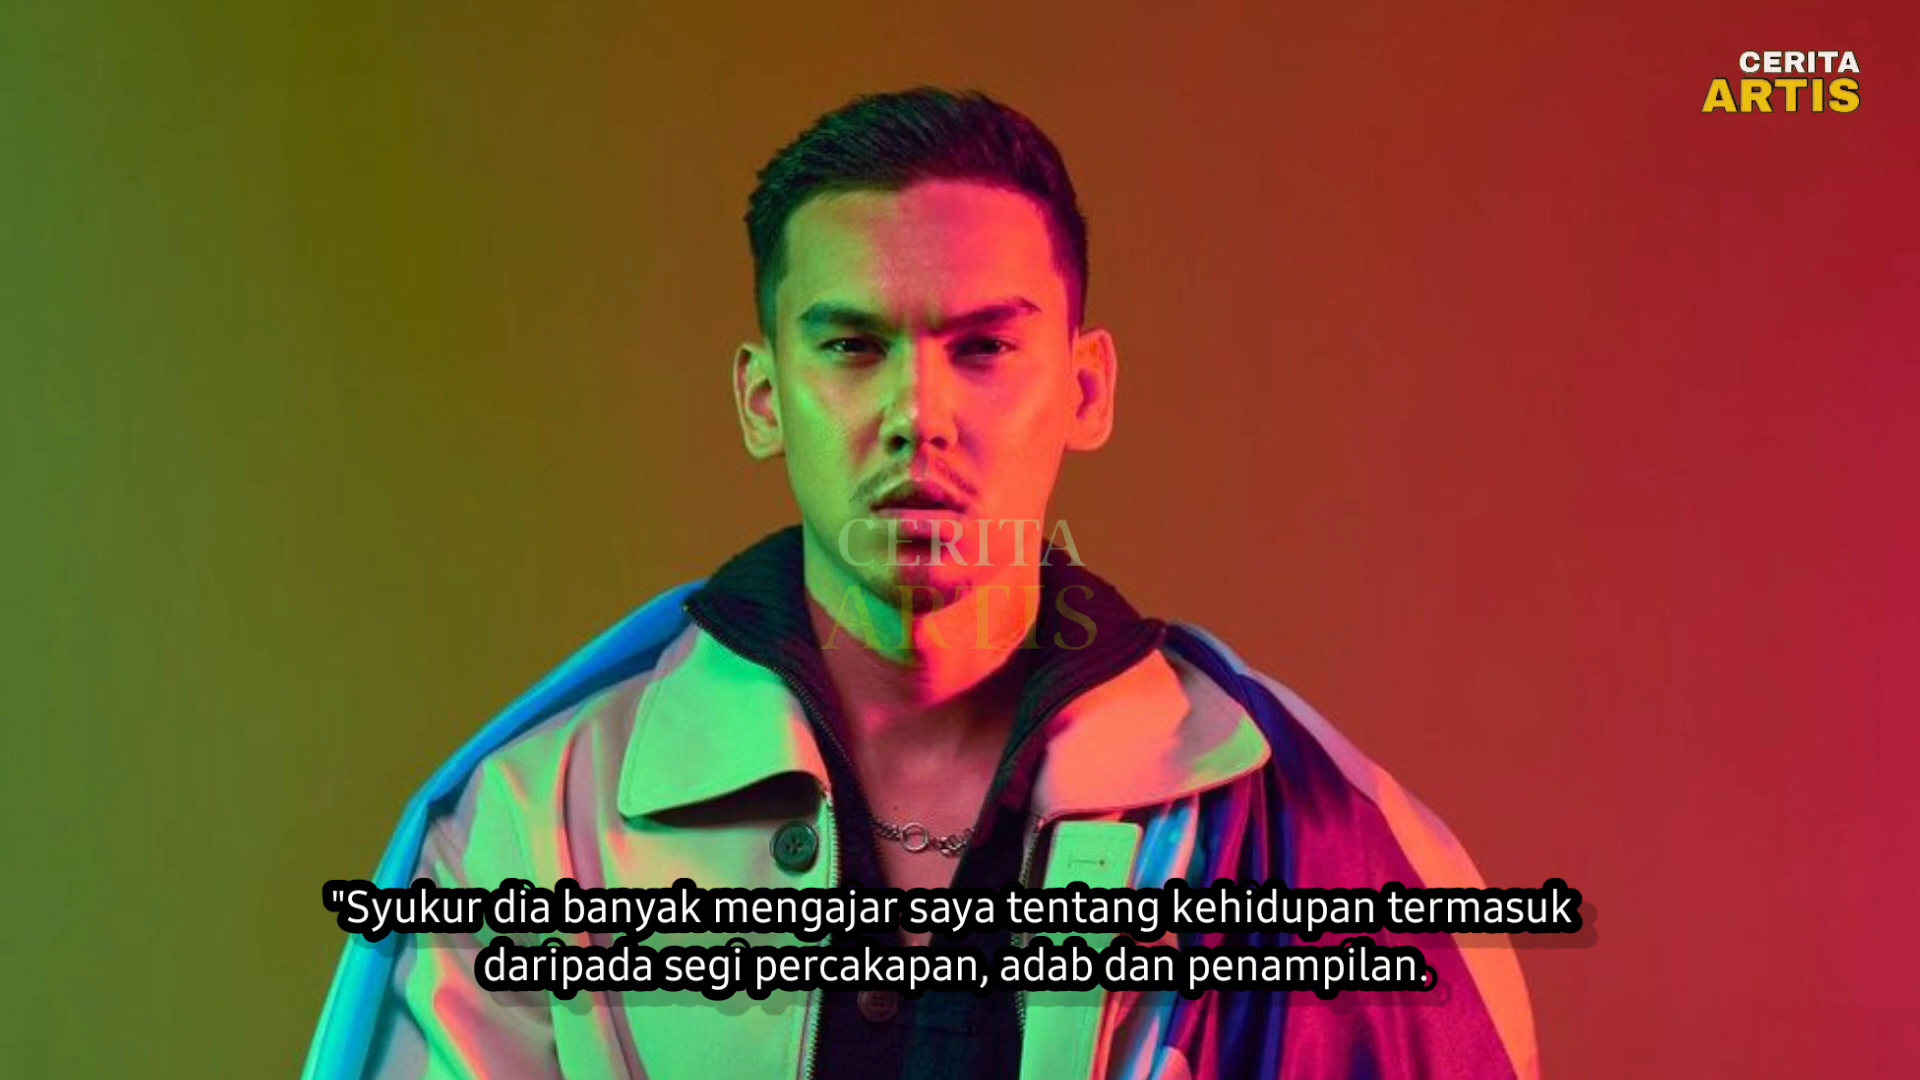 CERITA
ARTIS
CERITA
ARTIS
"Syukur dia banyak mengajar saya tentang kehidupan termasuk
daripada segi percakapan, adab dan penampilan.